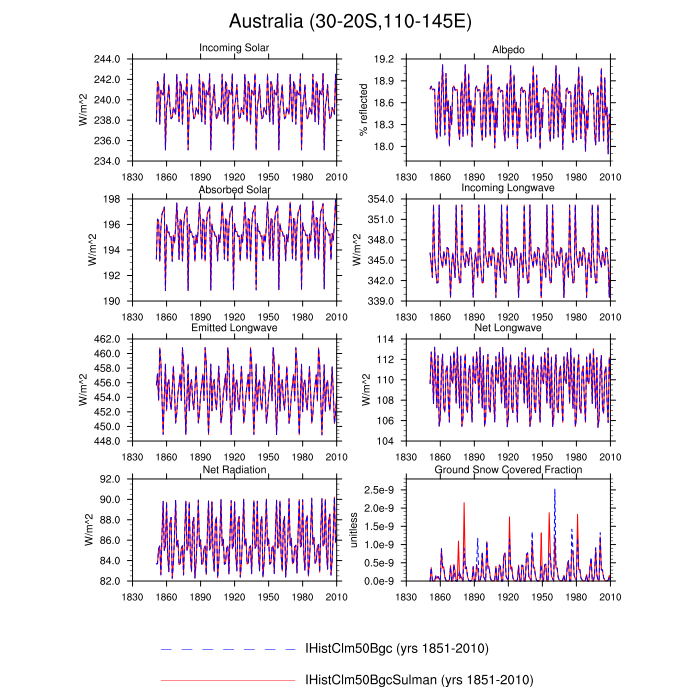 Australia (30-20S,110-145E)
Incoming Solar
Albedo
W/m^2
244.0
242.0
240.0
238.0
236.0
234.0
1830 1860 1890 1920 1950 1980 2010
% reflected
19.2
18.9
18.6
18.3
18.0
1830 1860 1890 1920 1950 1980 2010
Absorbed Solar
Incoming Longwave
W/m^2
198
196
194
192
190
1830 1860 1890 1920 1950 1980 2010
W/m^2
354.0
351.0
348.0
345.0
342.0
339.0
1830 1860 1890 1920 1950 1980 2010
Emitted Longwave
Net Longwave
W/m^2
462.0
460.0
458.0
456.0
454.0
452.0
450.0
448.0
1830 1860 1890 1920 1950 1980 2010
W/m^2
114
112
110
108
106
104
1830 1860 1890 1920 1950 1980 2010
Net Radiation
Ground Snow Covered Fraction
W/m^2
92.0
90.0
88.0
86.0
84.0
82.0
1830 1860 1890 1920 1950 1980 2010
unitless
2.5e-9
2.0e-9
1.5e-9
1.0e-9
5.0e-9
0.0e-9
1830 1860 1890 1920 1950 1980 2010
IHistClm50Bgc (yrs 1851-2010)
IHistClm50BgcSulman (yrs 1851-2010)